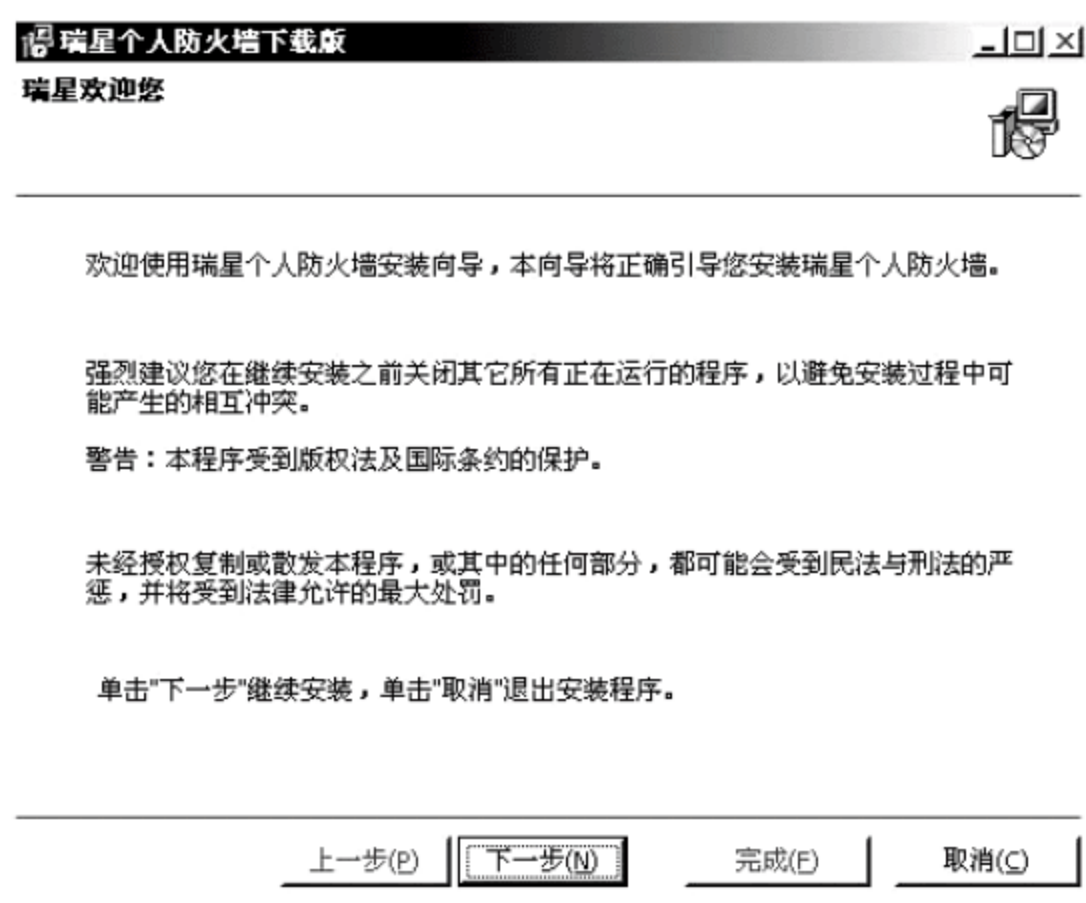 瑞星个人防火墙下载版
瑞星欢迎您
欢迎使用瑞星个人防火墙安装向导，本向导将正确引导您安装瑞星个人防火墙。
强烈建议您在继续安装之前关闭其它所有正在运行的程序，以避免安装过程中可
能产生的相互冲突。
警告：本程序受到版权法及国际条约的保护。
未经授权复制或散发本程序，或其中的任何部分，都可能会受到民法与刑法的严
惩，并将受到法律允许的最大处罚。
单击"下一步"继续安装，单击"取消"退出安装程序。
上一步(P) 下一步(N) 完成(F) 取消(C)